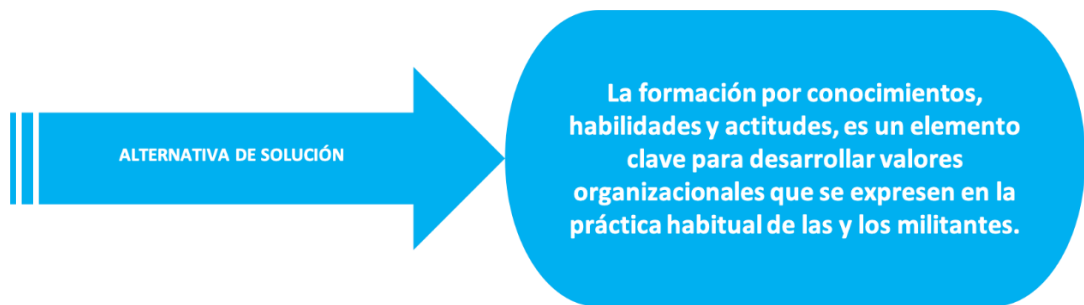 ALTERNATIVA DE SOLUCIÓN
La formación por conocimientos,
habilidades y actitudes, es un elemento
clave para desarrollar valores
organizacionales que se expresen en la
práctica habitual de las y los militantes.